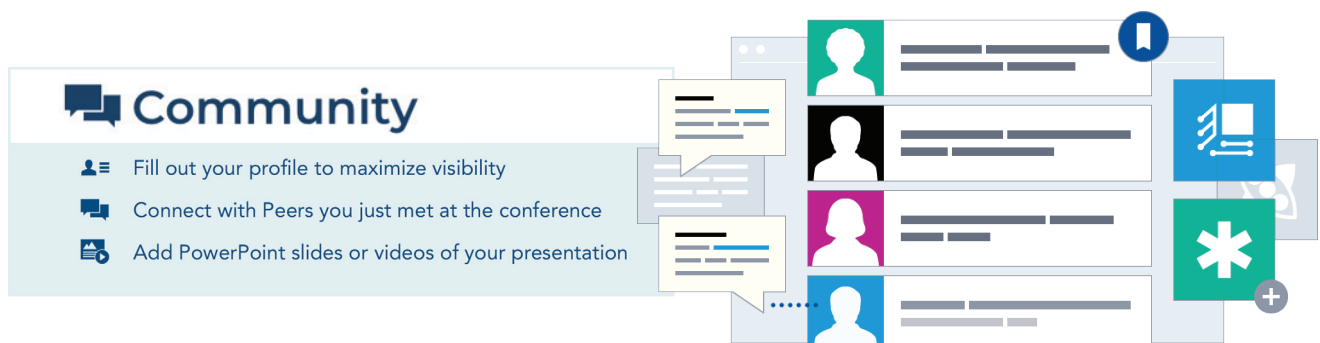 Community
Fill out your profile to maximize visibility
Connect with Peers you just met at the conference
Add PowerPoint slides or videos of your presentation